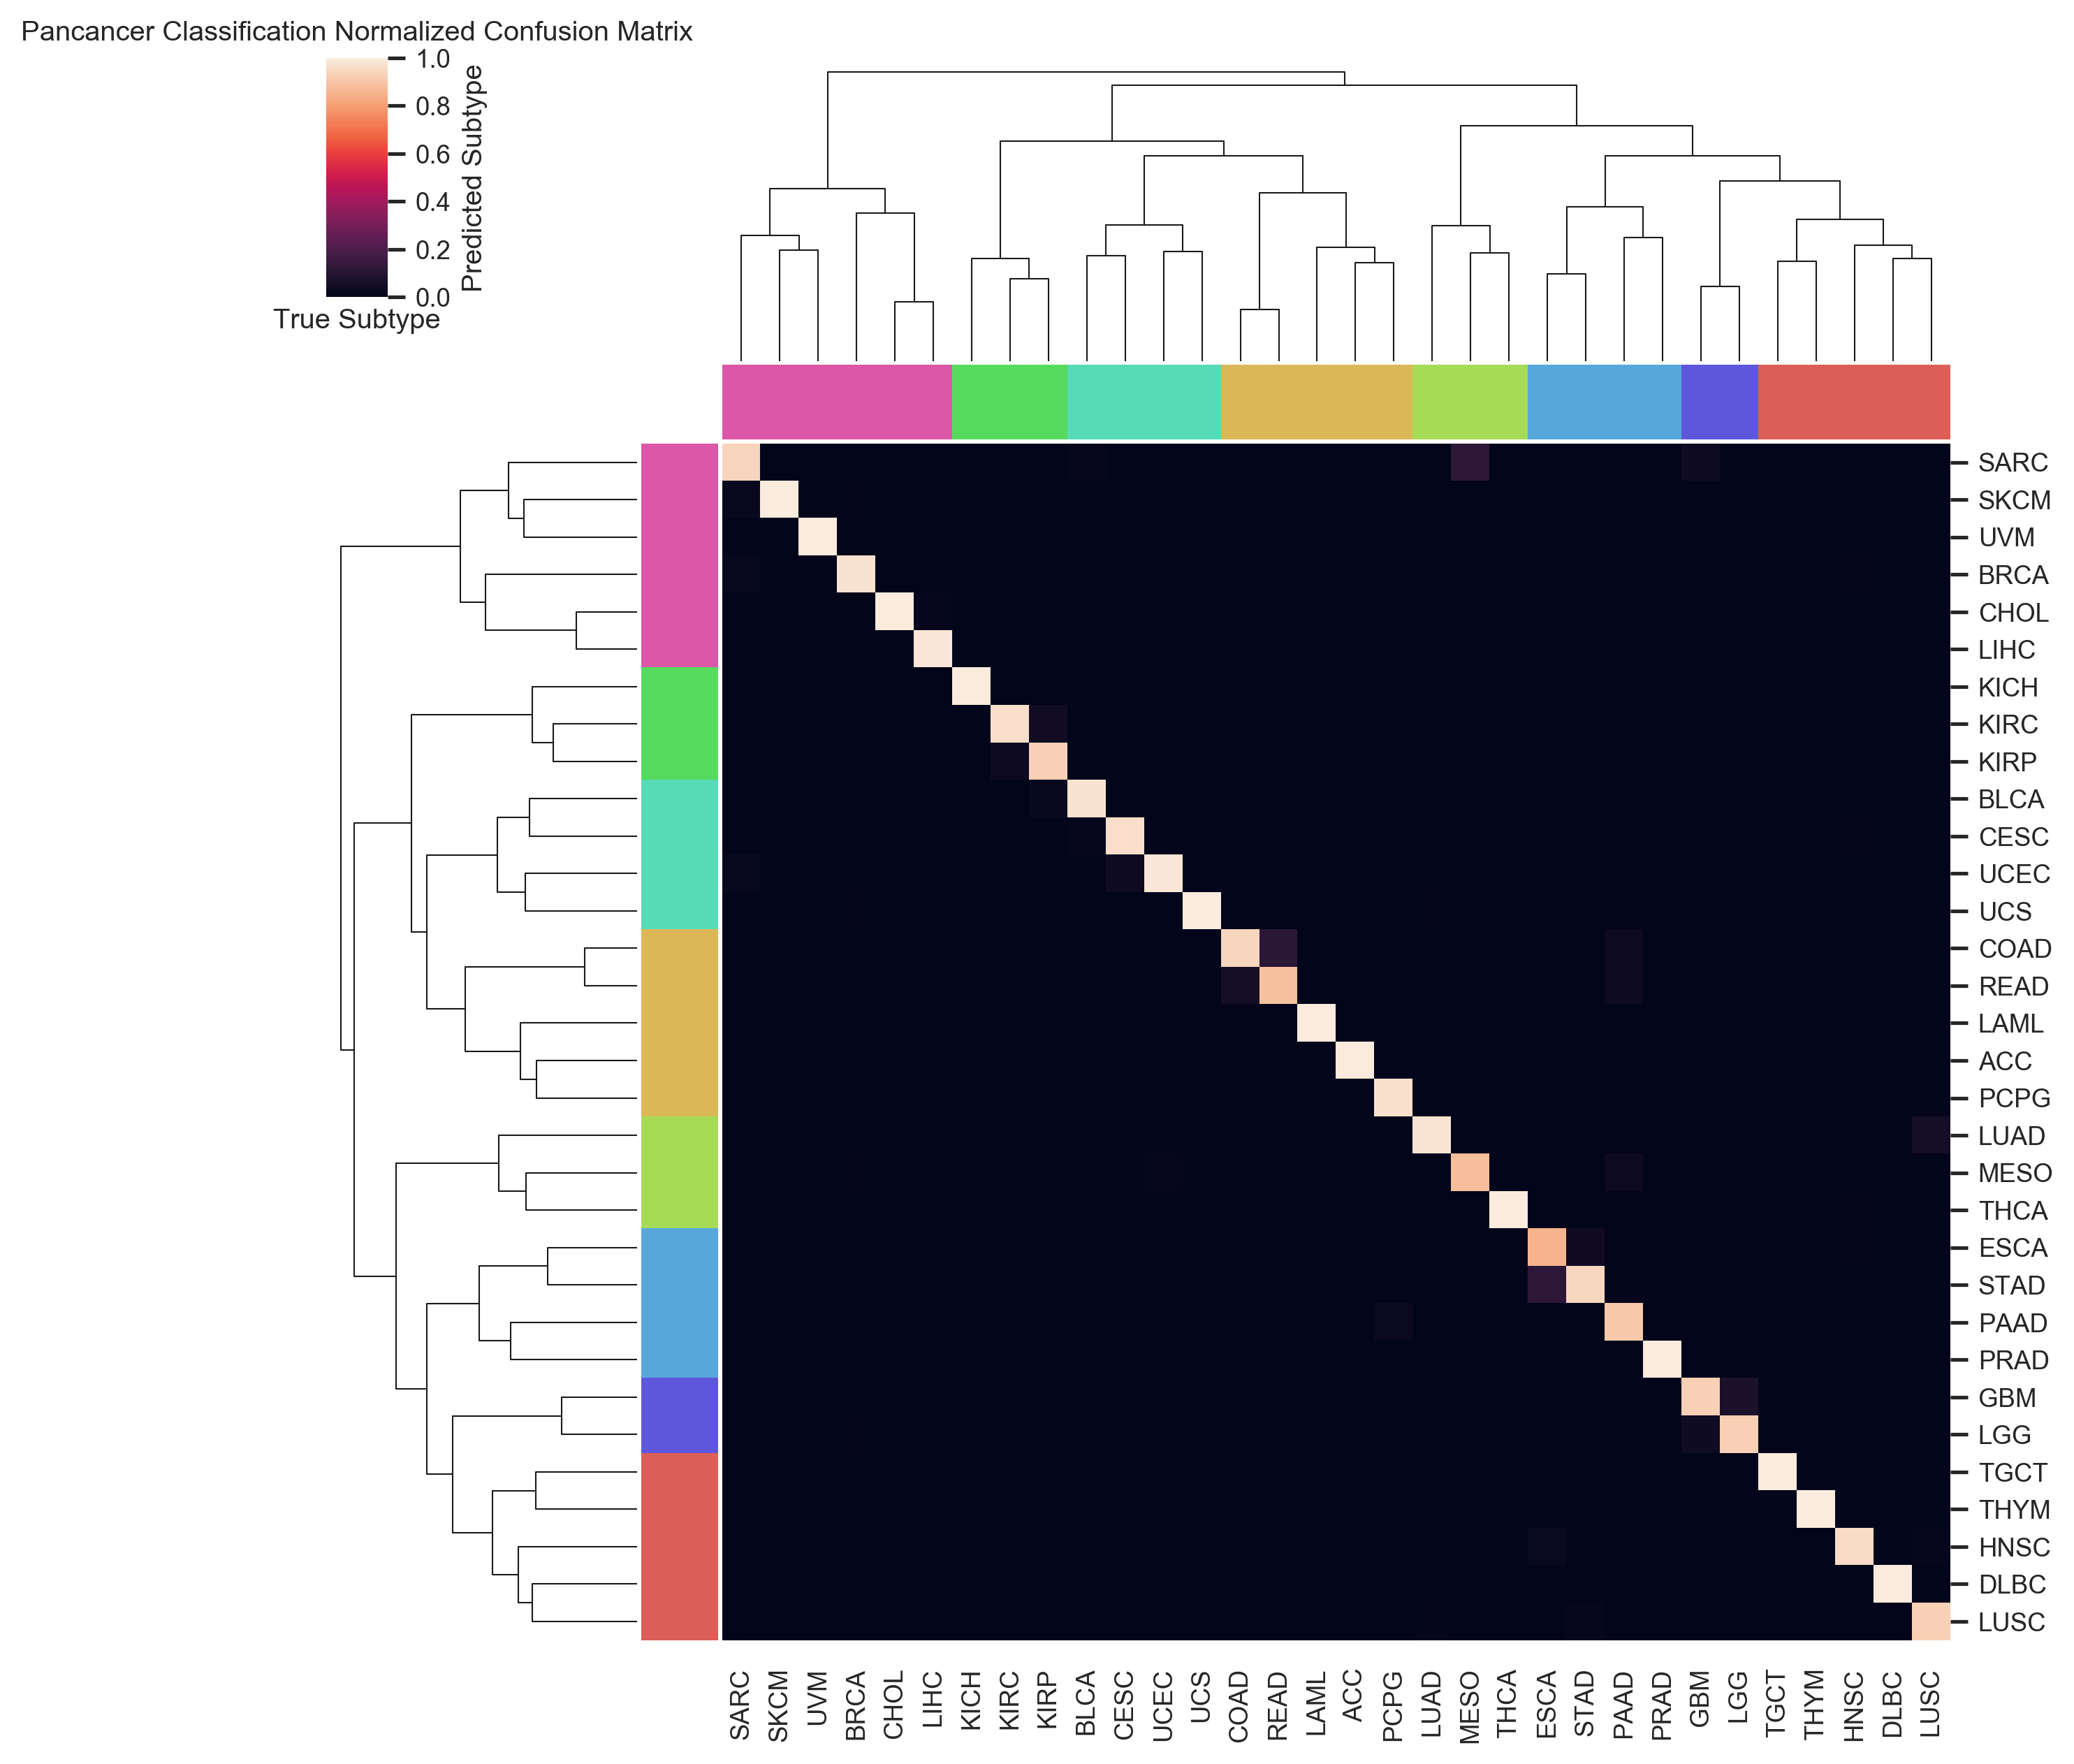 Pancancer Classification Normalized Confusion Matrix
1.0
0.8
0.6
0.4
0.2
0.0
Predicted Subtype
True Subtype
SARC
SKCM
UVM
BRCA
CHOL
LIHC
KICH
KIRC
KIRP
BLCA
CESC
UCEC
UCS
COAD
READ
LAML
ACC
PCPG
LUAD
MESO
THCA
ESCA
STAD
PAAD
PRAD
GBM
LGG
TGCT
THYM
HNSC
DLBC
LUSC
SARC
SKCM
UVM
BRCA
CHOL
LIHC
KICH
KIRC
KIRP
BLCA
CESC
UCEC
UCS
COAD
READ
LAML
ACC
PCPG
LUAD
MESO
THCA
ESCA
STAD
PAAD
PRAD
GBM
LGG
TGCT
THYM
HNSC
DLBC
LUSC